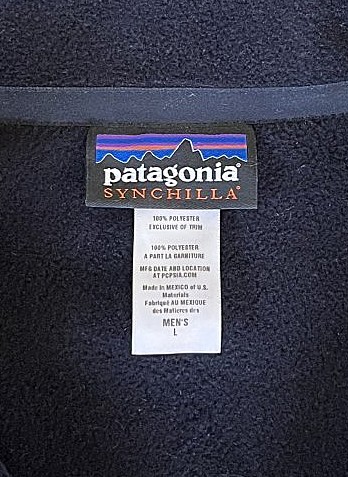 patagonia®
SYNCHILLA®
100% POLYESTER
EXCLUSIVE OF TRIM
100% POLYESTER
A PART LA GARNITURE
MFG DATE AND LOCATION
AT PCPSIA.COM
Made in MEXICO of U.S.
Materials
Fabriqué AU MEXIQUE
des Matieres des
MEN'S
L